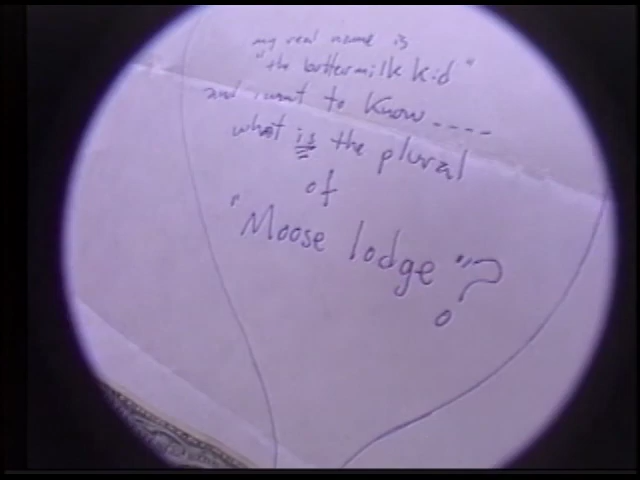 my real name is
"the buttermilk kid"
and i want to know----
what is the plural
of
"Moose lodge"?